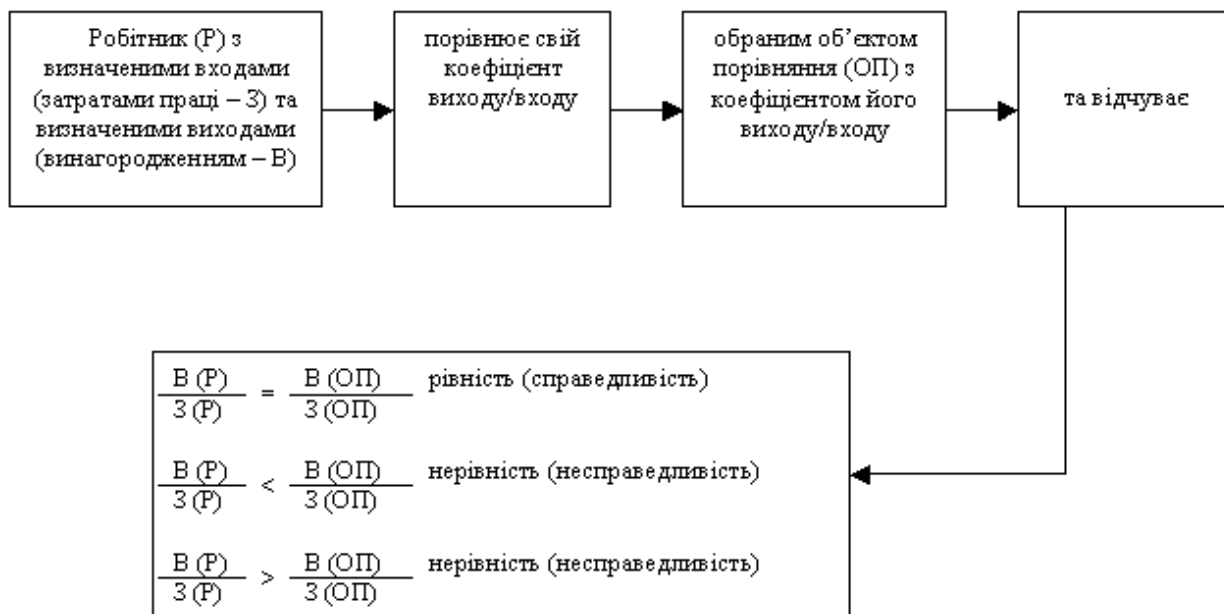 Робітник (Р) з
визначеними входами
(затратами праці – З) та
визначеними виходами
(винагородженням – В)
порівнює свій
коефіцієнт
виходу/входу
обраним об’єктом
порівняння (ОП) з
коефіцієнтом його
виходу/входу
та відчуває
В (Р) / З (Р) = В (ОП) / З (ОП) рівність (справедливість)
В (Р) / З (Р) < В (ОП) / З (ОП) нерівність (несправедливість)
В (Р) / З (Р) > В (ОП) / З (ОП) нерівність (несправедливість)